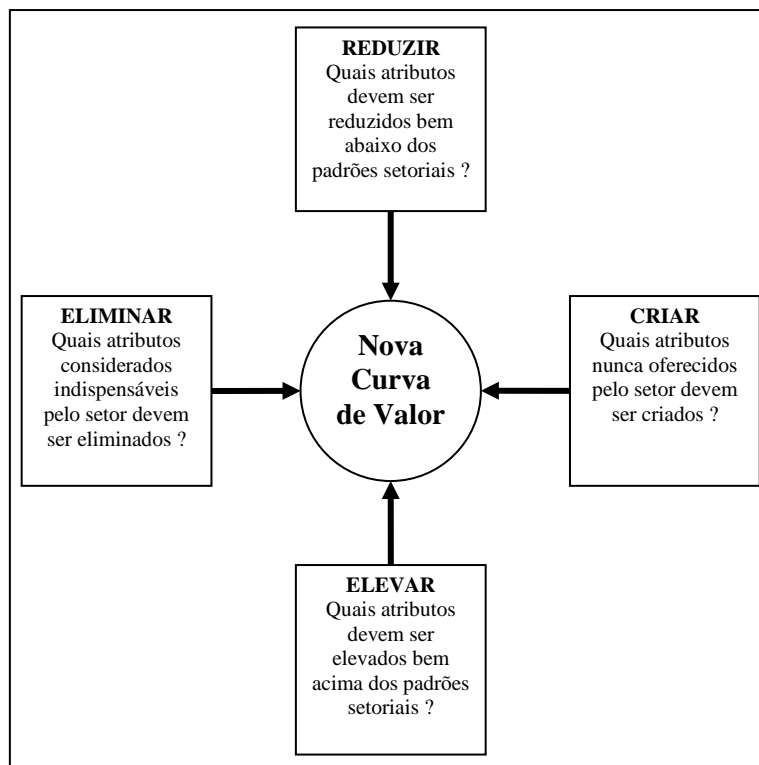 REDUZIR
Quais atributos
devem ser
reduzidos bem
abaixo dos
padrões setoriais ?
ELIMINAR
Quais atributos
considerados
indispensáveis
pelo setor devem
ser eliminados ?
Nova
Curva
de Valor
CRIAR
Quais atributos
nunca oferecidos
pelo setor devem
ser criados ?
ELEVAR
Quais atributos
devem ser
elevados bem
acima dos padrões
setoriais ?